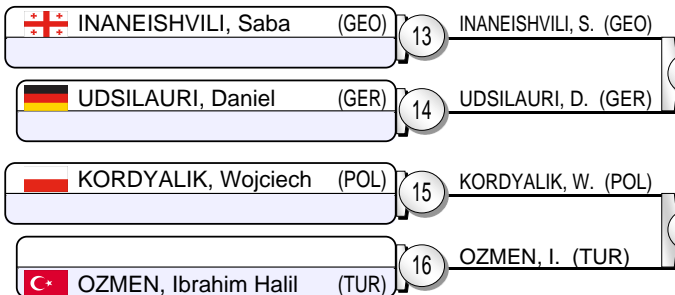 INANEISHVILI, Saba (GEO) 13 INANEISHVILI, S. (GEO)
UDSILAURI, Daniel (GER) 14 UDSILAURI, D. (GER)
KORDYALIK, Wojciech (POL) 15 KORDYALIK, W. (POL)
16 OZMEN, I. (TUR)
OZMEN, Ibrahim Halil (TUR)